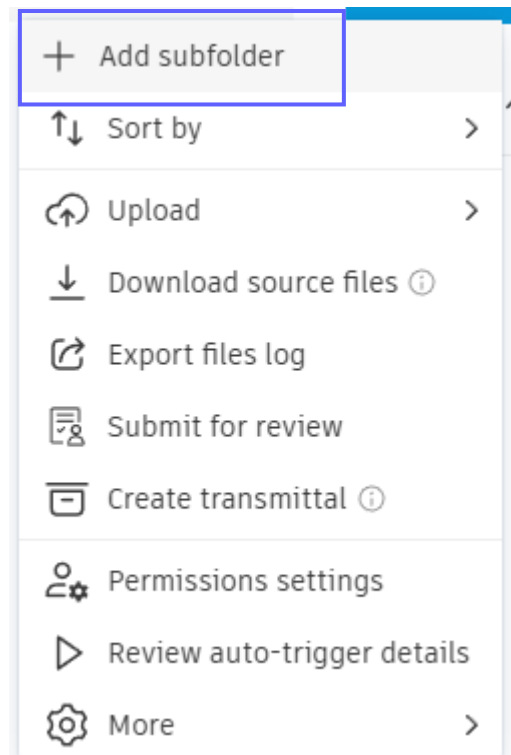 Add subfolder
Sort by
Upload
Download source files
Export files log
Submit for review
Create transmittal
Permissions settings
Review auto-trigger details
More